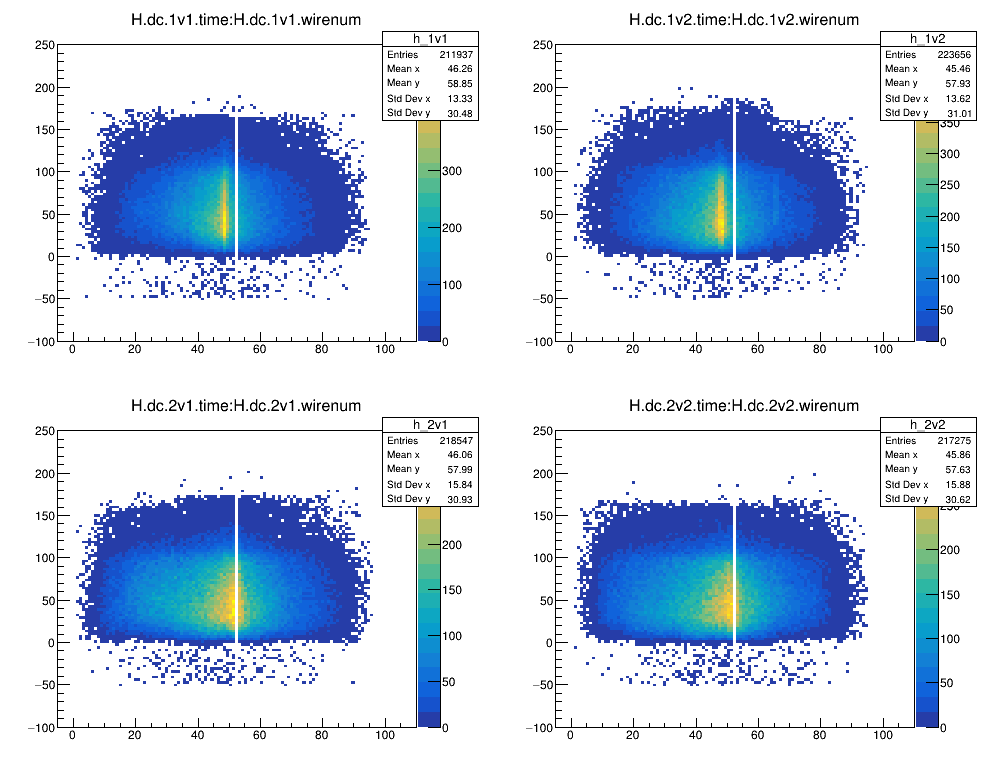 H.dc.1v1.time:H.dc.1v1.wirenum
h_1v1
Entries 211937
Mean x 46.26
Mean y 58.85
Std Dev x 13.33
Std Dev y 30.48
250
200
150
100
50
0
−50
−100
0 20 40 60 80 100
300
200
100
0
H.dc.1v2.time:H.dc.1v2.wirenum
h_1v2
Entries 223656
Mean x 45.46
Mean y 57.93
Std Dev x 13.62
Std Dev y 31.01
250
200
150
100
50
0
−50
−100
0 20 40 60 80 100
350
300
250
200
150
100
50
0
H.dc.2v1.time:H.dc.2v1.wirenum
h_2v1
Entries 218547
Mean x 46.06
Mean y 57.99
Std Dev x 15.84
Std Dev y 30.93
250
200
150
100
50
0
−50
−100
0 20 40 60 80 100
200
150
100
50
0
H.dc.2v2.time:H.dc.2v2.wirenum
h_2v2
Entries 217275
Mean x 45.86
Mean y 57.63
Std Dev x 15.88
Std Dev y 30.62
250
200
150
100
50
0
−50
−100
0 20 40 60 80 100
250
200
150
100
50
0